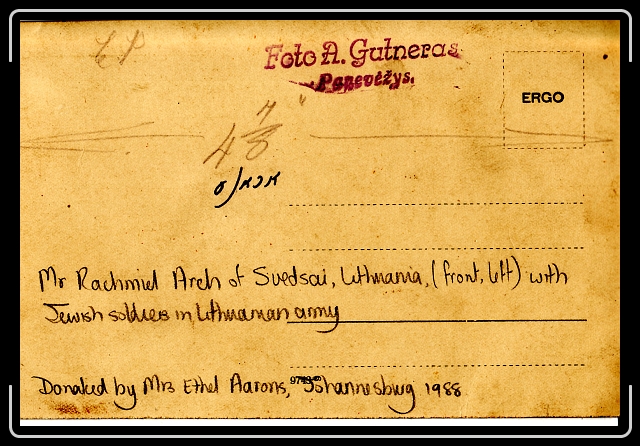 Foto A. Gutneras
Panevėžys.
ERGO
4 7/8"
Mr Rachmiel Arch of Svedsai, Lithuania, (front, left) with
Jewish soldiers in Lithuanian army
Donated by Mrs Ethel Aarons, Johannesburg 1988